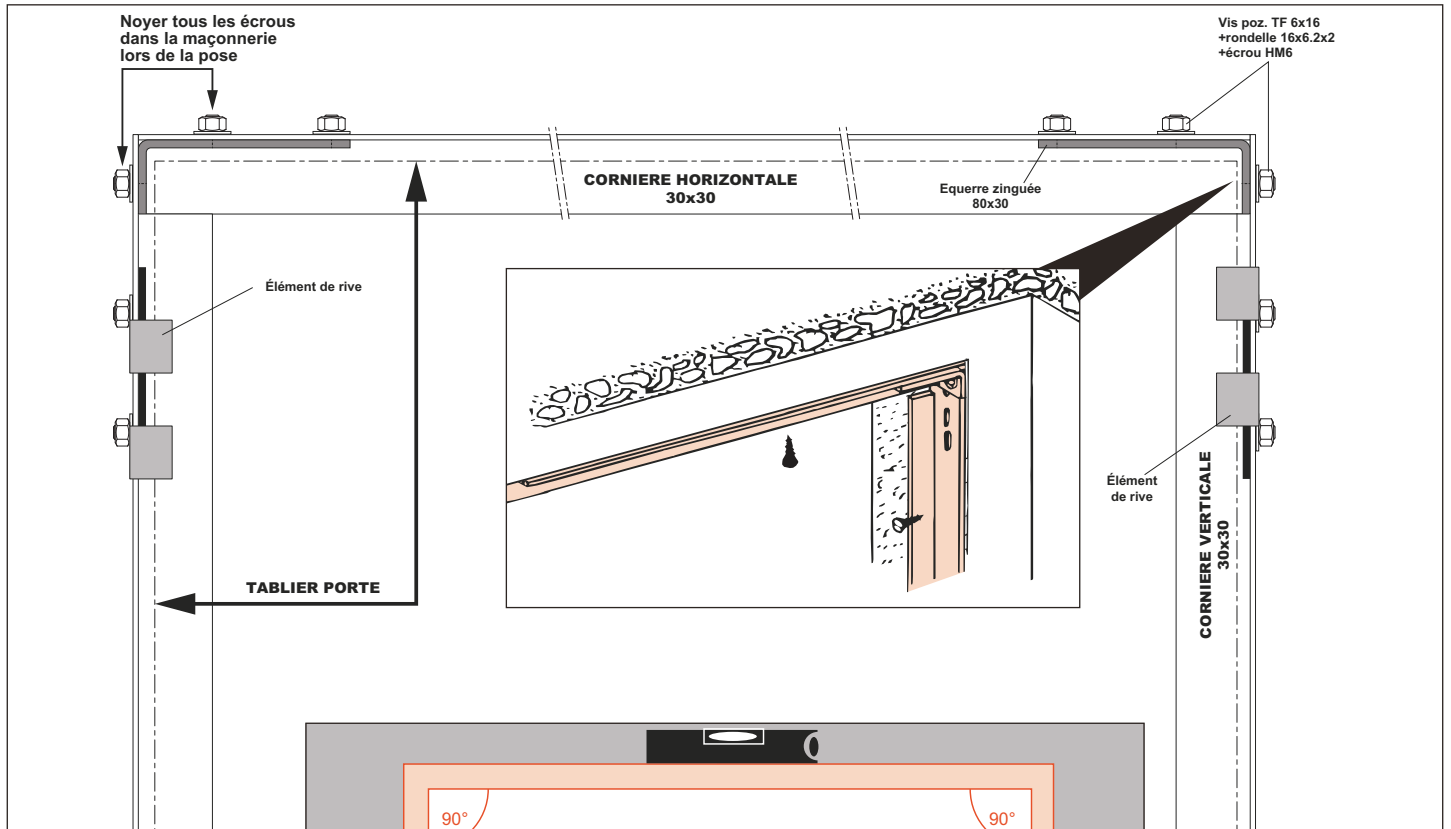 Noyer tous les écrous
dans la maçonnerie
lors de la pose
Vis poz. TF 6x16
+rondelle 16x6.2x2
+écrou HM6
CORNIERE HORIZONTALE
30x30
Equerre zinguée
80x30
Élément de rive
Élément
de rive
CORNIERE VERTICALE
30x30
TABLIER PORTE
90°
90°